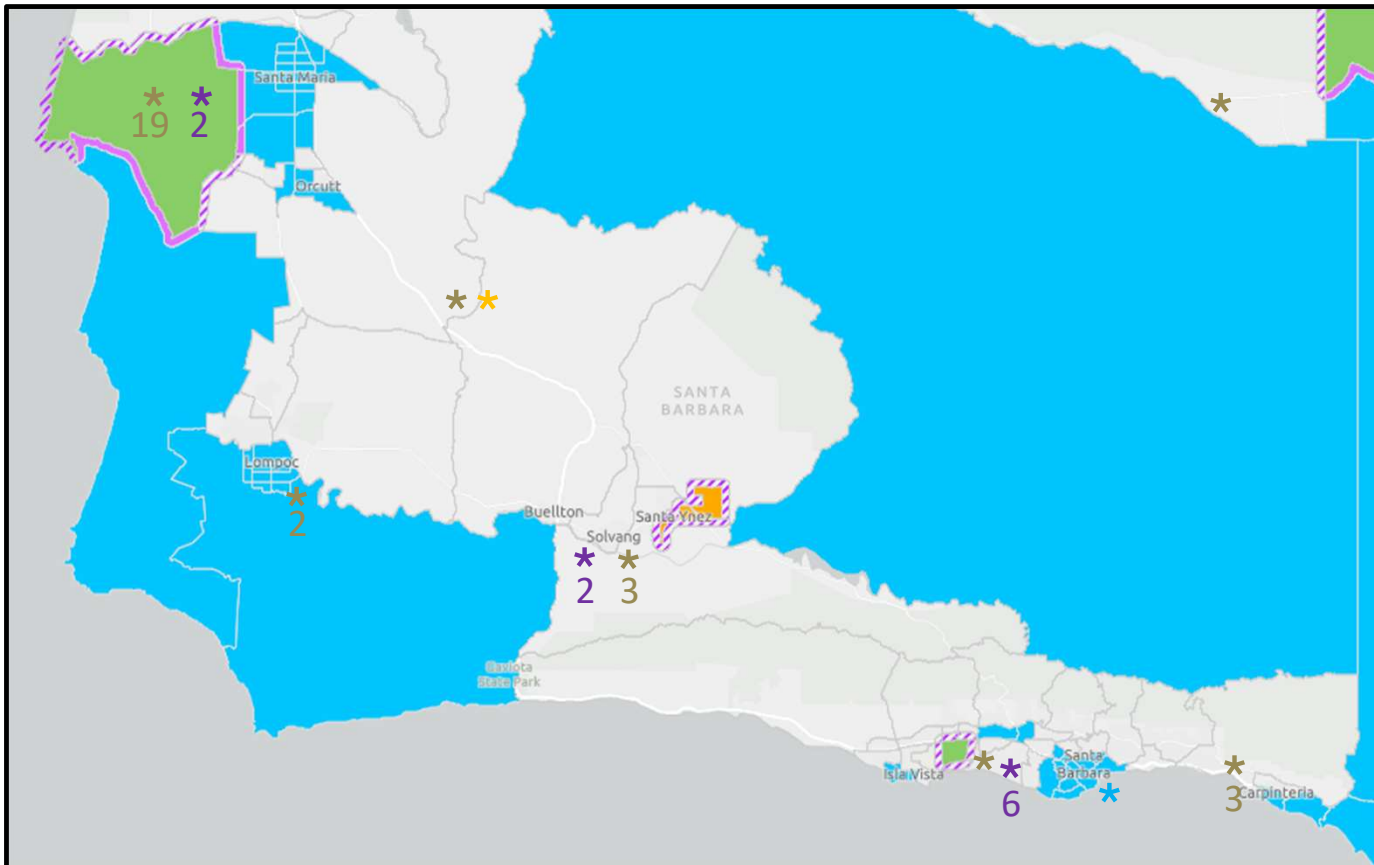 Santa Maria
* *
19 2
*
Orcutt
* *
SANTA
BARBARA
Lompoc
*
2
Buellton
Santa Ynez
Solvang
* *
2 3
Gaviota
State Park
Isla Vista
* *
6
Santa
Barbara
*
*
3
Carpinteria